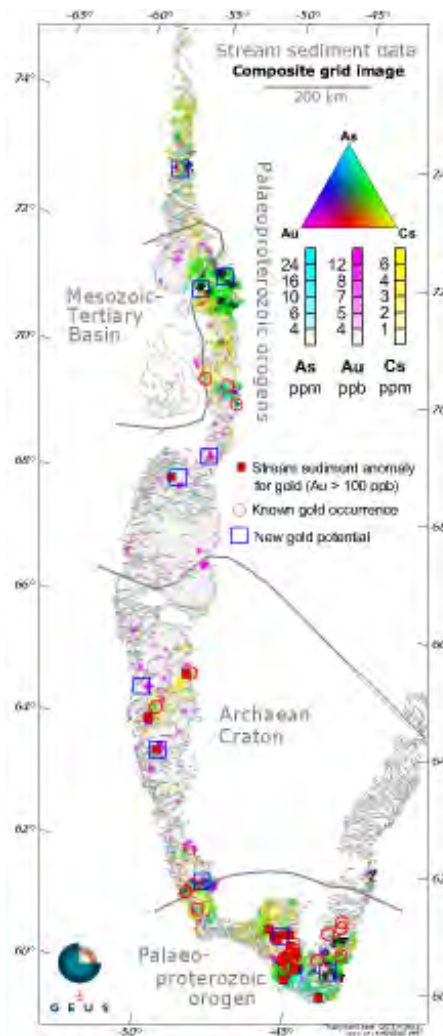 -65° -60° -55° -50° -45°
Stream sediment data
Composite grid image
200 km
74°
72°
70°
68°
66°
64°
62°
60°
As
Au
Cs
Palaeoproterozoic orogens
24
16
10
6
4
12
8
7
5
4
6
4
3
2
1
As
Au
Cs
ppm
ppb
ppm
Mesozoic-
Tertiary
Basin
Stream sediment anomaly
for gold (Au > 100 ppb)
Known gold occurrence
New gold potential
Archaean
Craton
Palaeo-
proterozoic
orogen
GEUS